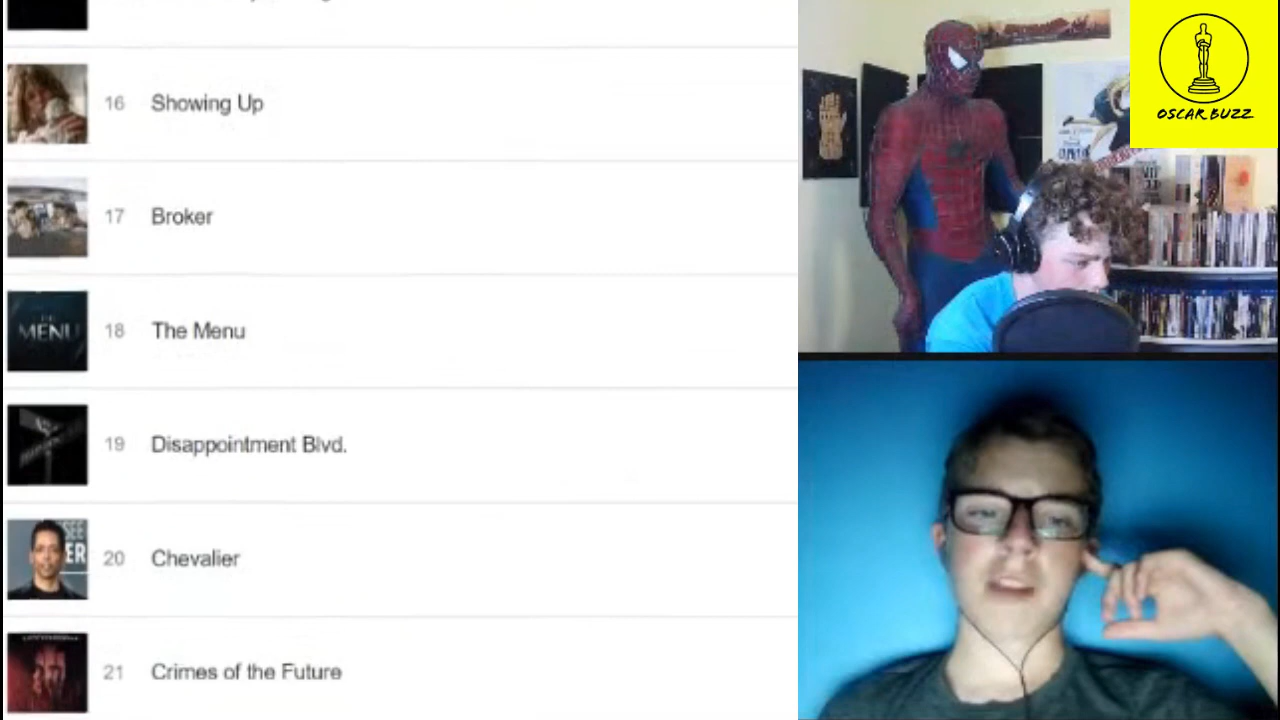 16 Showing Up
17 Broker
MENU
18 The Menu
19 Disappointment Blvd.
20 Chevalier
21 Crimes of the Future
OSCAR BUZZ